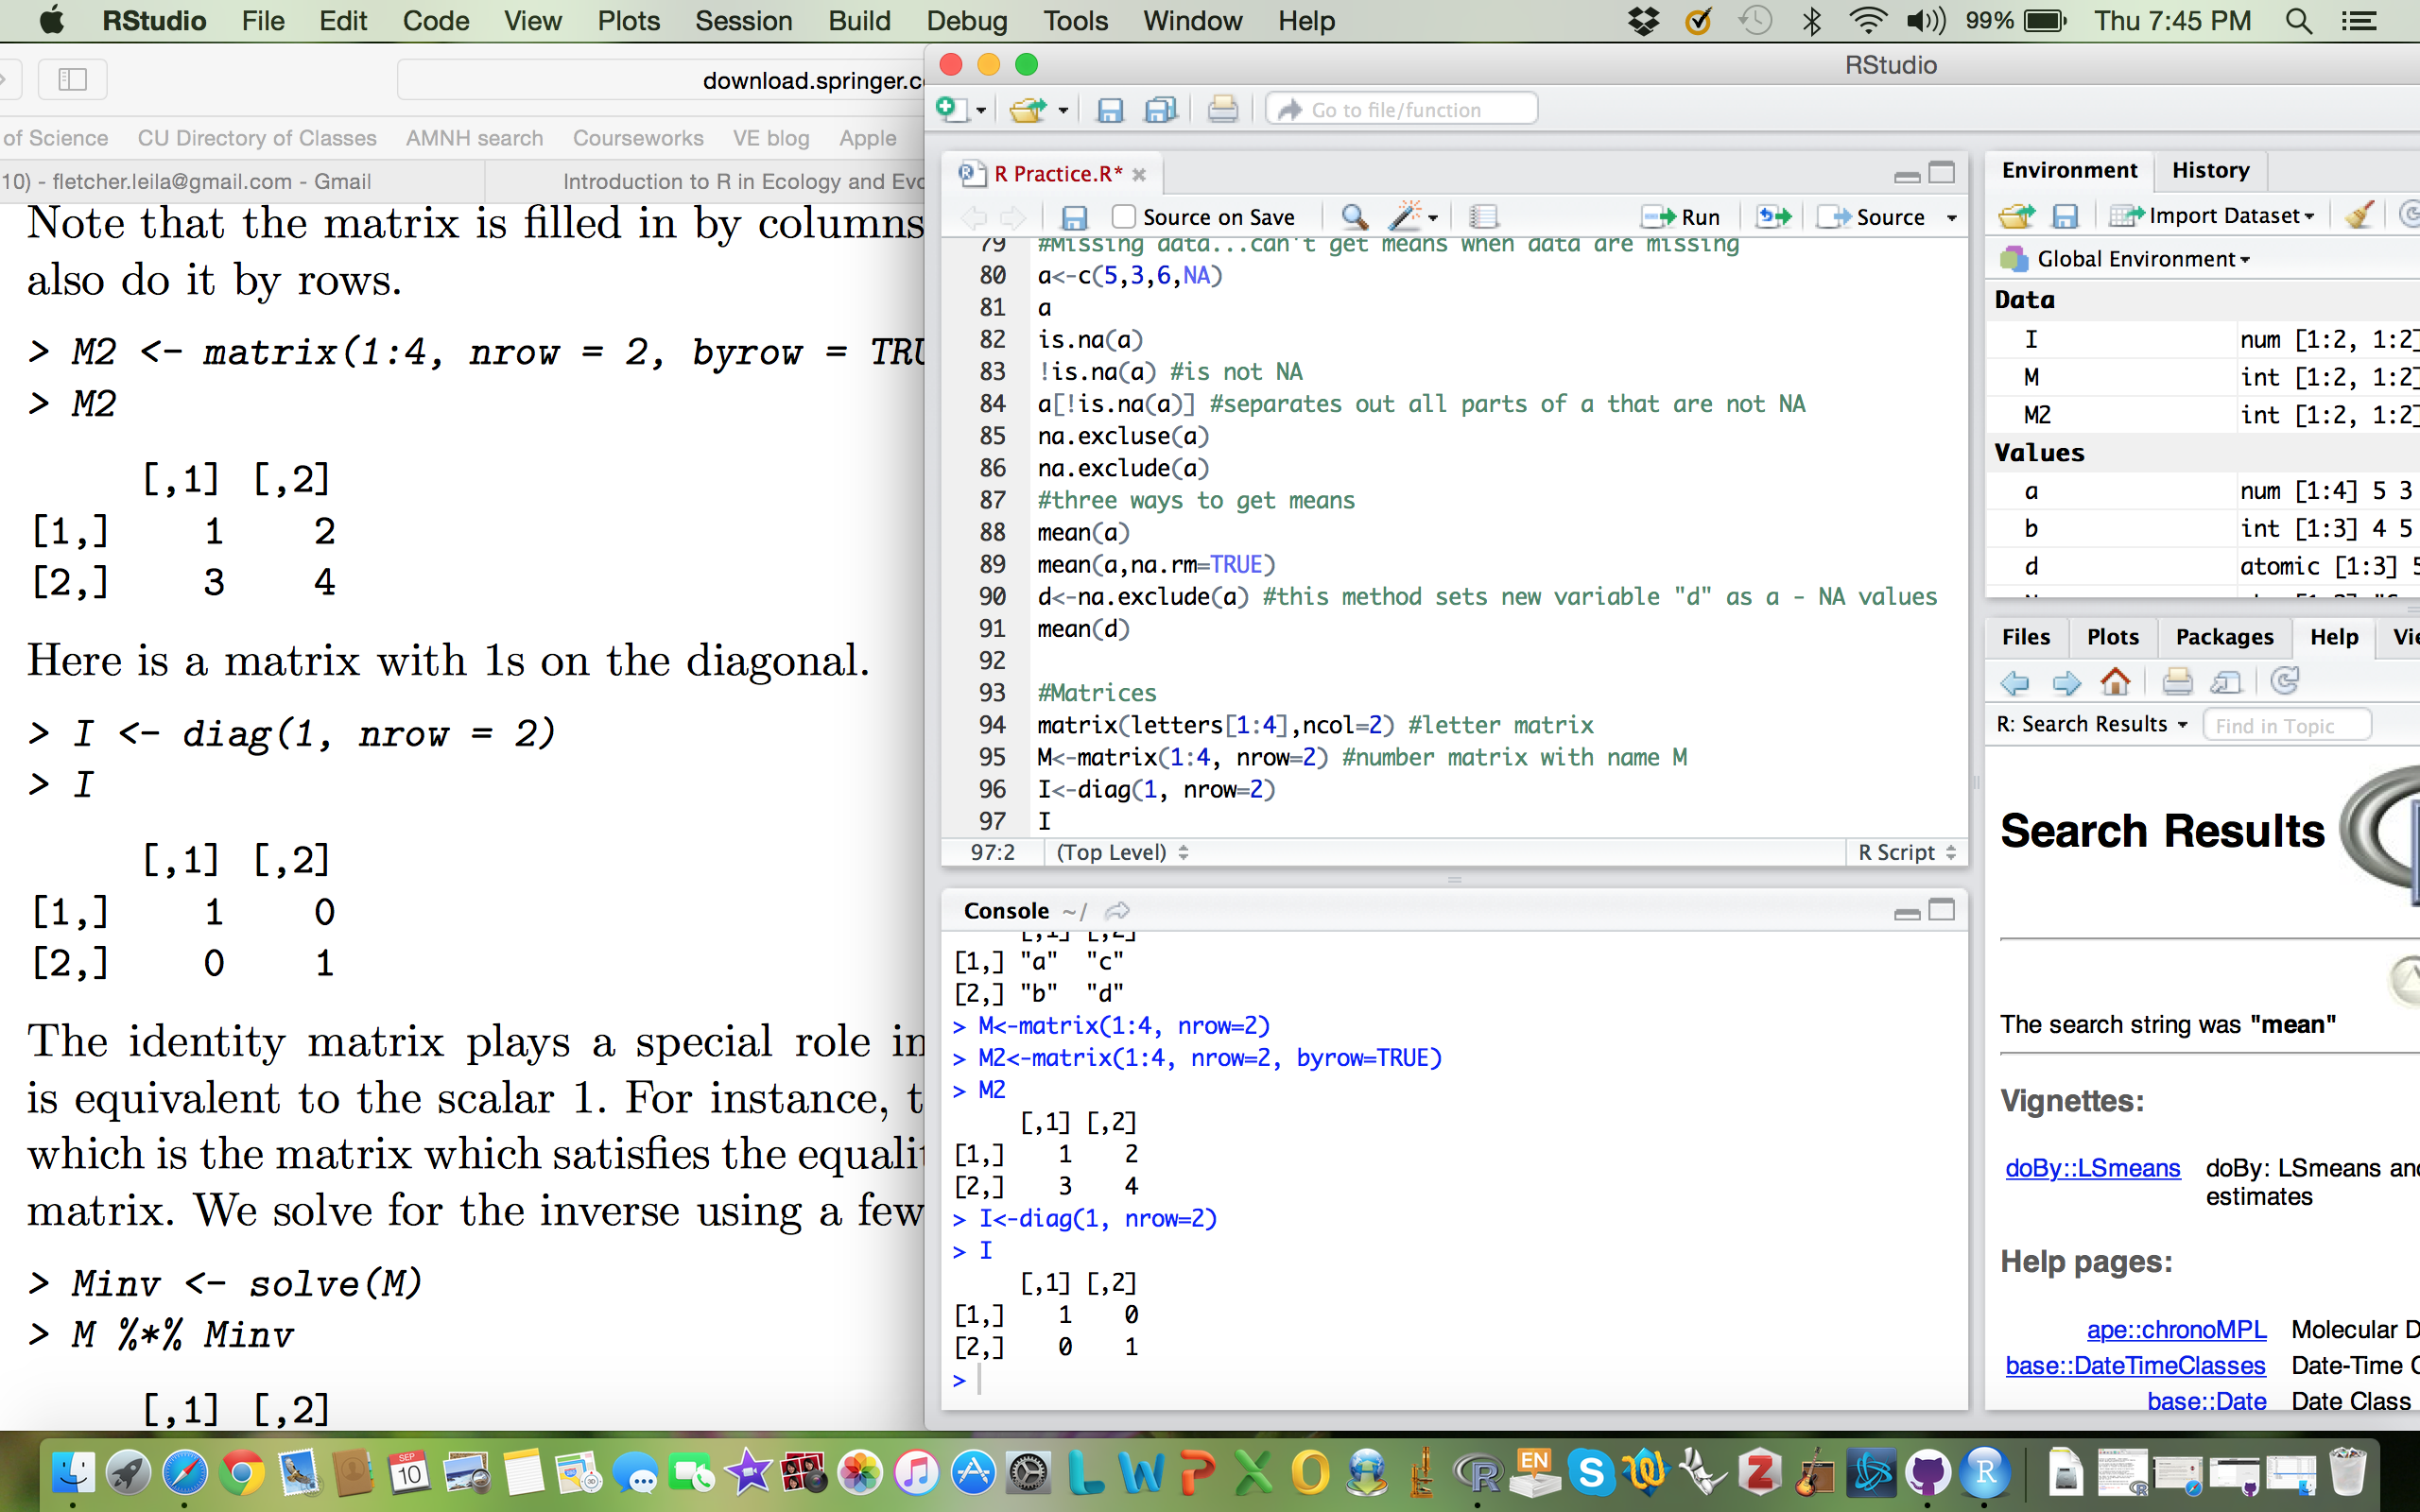 RStudio File Edit Code View Plots Session Build Debug Tools Window Help 99% Thu 7:45 PM
download.springer.c
of Science CU Directory of Classes AMNH search Courseworks VE blog Apple
10) - fletcher.leila@gmail.com - Gmail Introduction to R in Ecology and Evo
Note that the matrix is filled in by columns
also do it by rows.
> M2 <- matrix(1:4, nrow = 2, byrow = TRU
> M2
[,1] [,2]
[1,] 1 2
[2,] 3 4
Here is a matrix with 1s on the diagonal.
> I <- diag(1, nrow = 2)
> I
[,1] [,2]
[1,] 1 0
[2,] 0 1
The identity matrix plays a special role in
is equivalent to the scalar 1. For instance, t
which is the matrix which satisfies the equalit
matrix. We solve for the inverse using a few
> Minv <- solve(M)
> M %*% Minv
[,1] [,2]
RStudio
Go to file/function
R Practice.R*
Source on Save Run Source
79 #Missing data...can't get means when data are missing
80 a<-c(5,3,6,NA)
81 a
82 is.na(a)
83 !is.na(a) #is not NA
84 a[!is.na(a)] #separates out all parts of a that are not NA
85 na.excluse(a)
86 na.exclude(a)
87 #three ways to get means
88 mean(a)
89 mean(a,na.rm=TRUE)
90 d<-na.exclude(a) #this method sets new variable "d" as a - NA values
91 mean(d)
92
93 #Matrices
94 matrix(letters[1:4],ncol=2) #letter matrix
95 M<-matrix(1:4, nrow=2) #number matrix with name M
96 I<-diag(1, nrow=2)
97 I
97:2 (Top Level) R Script
Console ~/
[,1] [,2]
[1,] "a" "c"
[2,] "b" "d"
> M<-matrix(1:4, nrow=2)
> M2<-matrix(1:4, nrow=2, byrow=TRUE)
> M2
[,1] [,2]
[1,] 1 2
[2,] 3 4
> I<-diag(1, nrow=2)
> I
[,1] [,2]
[1,] 1 0
[2,] 0 1
>
Environment History
Import Dataset
Global Environment
Data
I num [1:2, 1:2]
M int [1:2, 1:2]
M2 int [1:2, 1:2]
Values
a num [1:4] 5 3
b int [1:3] 4 5
d atomic [1:3] 5
Files Plots Packages Help Vi
R: Search Results Find in Topic
Search Results
The search string was "mean"
Vignettes:
doBy::LSmeans doBy: LSmeans and
estimates
Help pages:
ape::chronoMPL Molecular D
base::DateTimeClasses Date-Time C
base::Date Date Class
SEP
10
EN